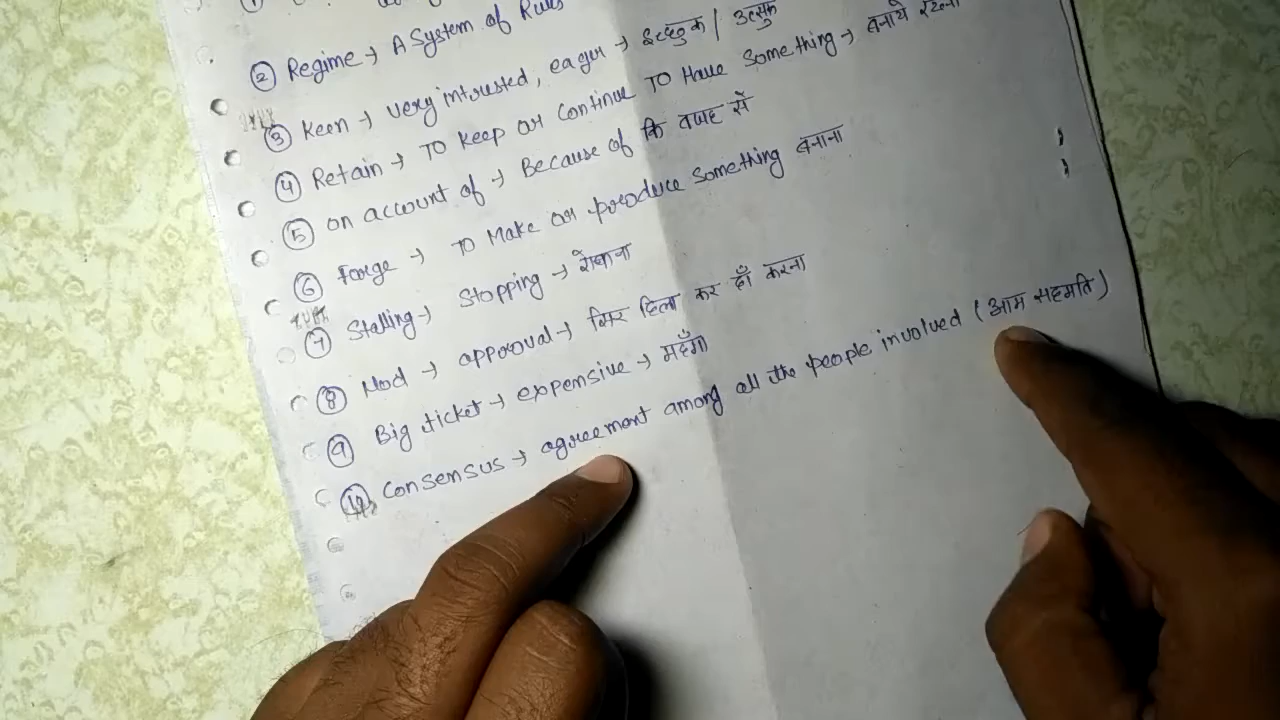 ①
② Regime → A System of Rules
③ Keen → very intrested, eager → इच्छुक / उत्सुक
④ Retain → TO Keep or Continue TO Have Something → बनाये रखना
⑤ on account of → Because of कि वजह से
⑥ Forge → TO Make or produce Something बनाना
⑦ Stalling → Stopping → रोकना
⑧ Nod → approval → सिर हिला कर हाँ करना
⑨ Big ticket → expensive → महँगा
⑩ Consensus → agreement among all the people involved (आम सहमति)